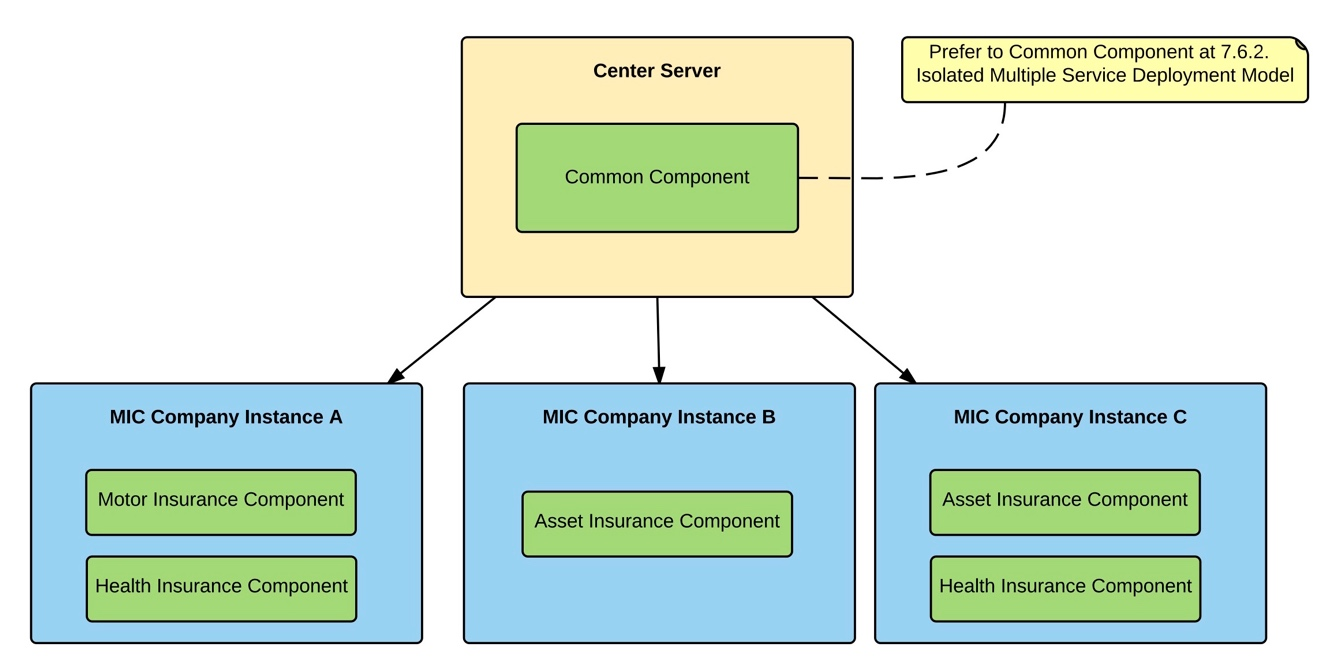 Center Server
Prefer to Common Component at 7.6.2.
Isolated Multiple Service Deployment Model
Common Component
MIC Company Instance A
Motor Insurance Component
Health Insurance Component
MIC Company Instance B
Asset Insurance Component
MIC Company Instance C
Asset Insurance Component
Health Insurance Component